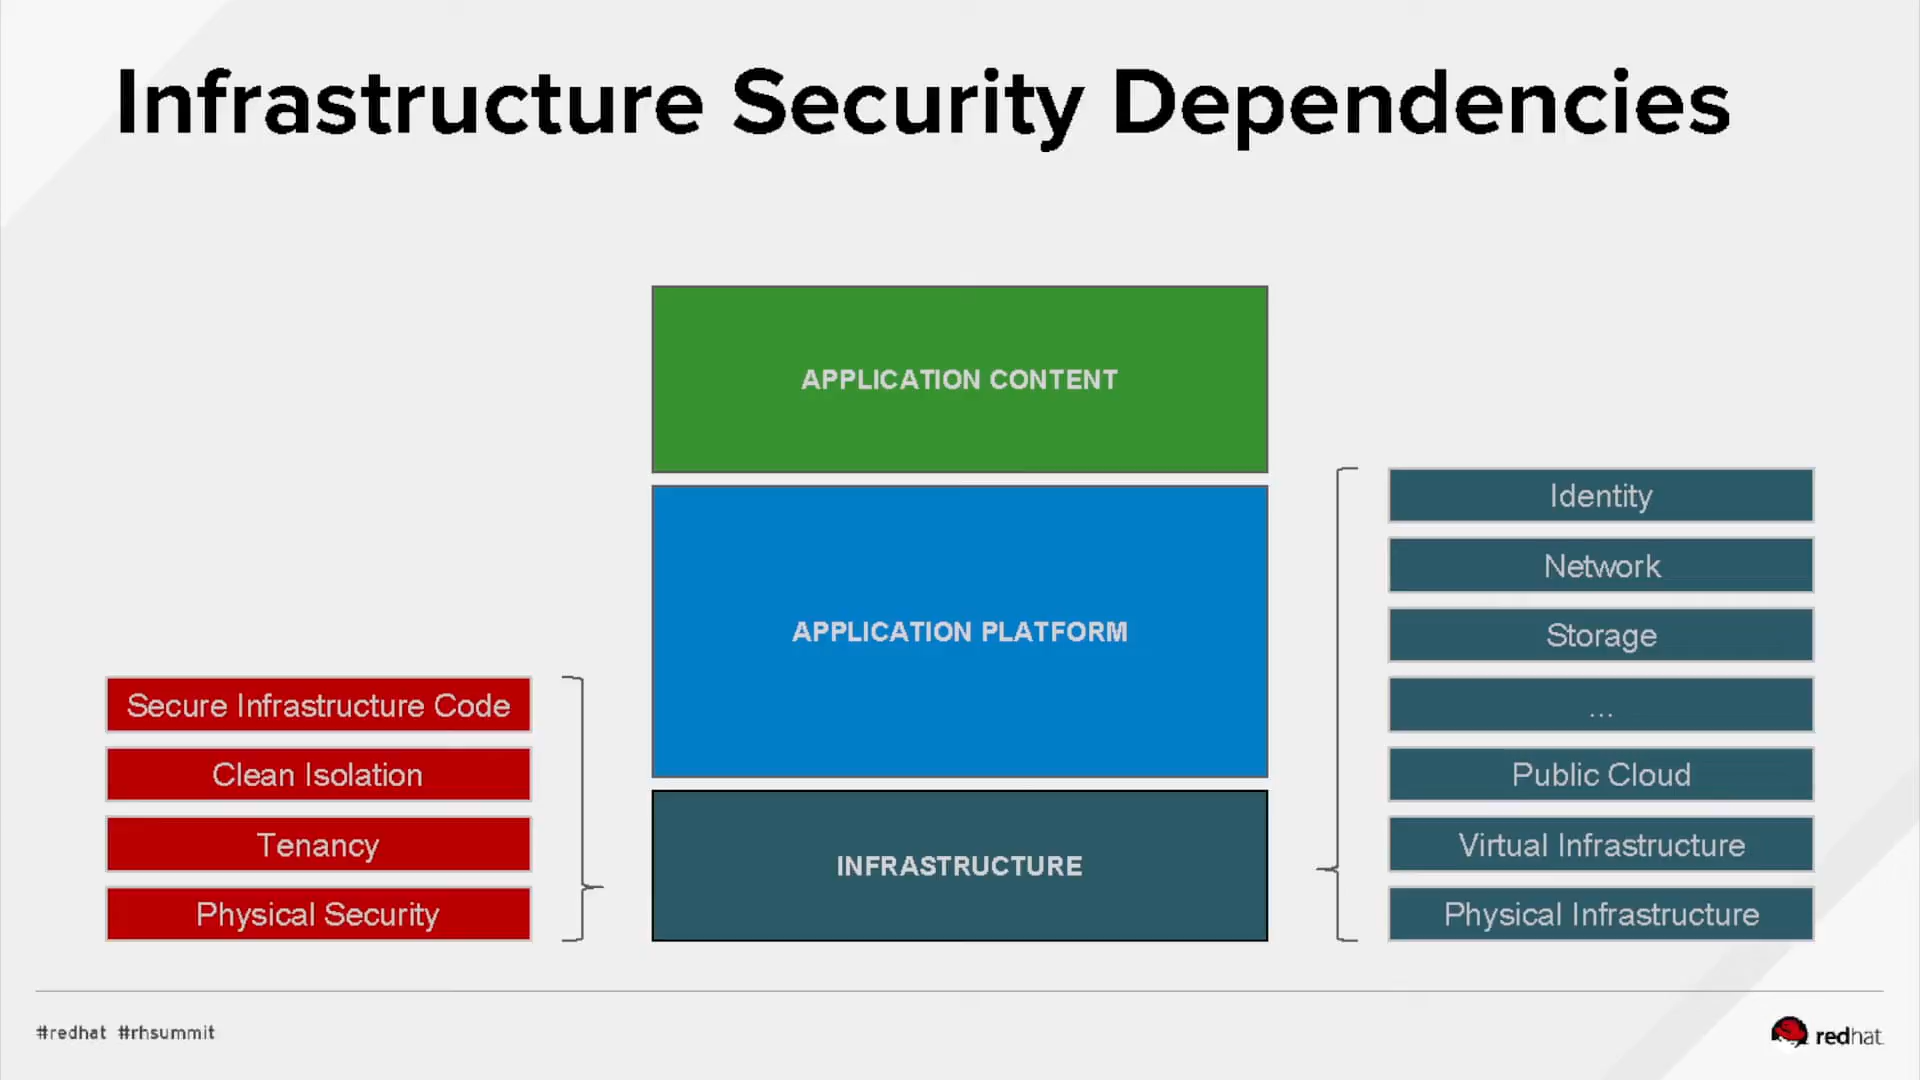 Infrastructure Security Dependencies
APPLICATION CONTENT
APPLICATION PLATFORM
INFRASTRUCTURE
Secure Infrastructure Code
Clean Isolation
Tenancy
Physical Security
Identity
Network
Storage
...
Public Cloud
Virtual Infrastructure
Physical Infrastructure
#redhat #rhsummit
redhat